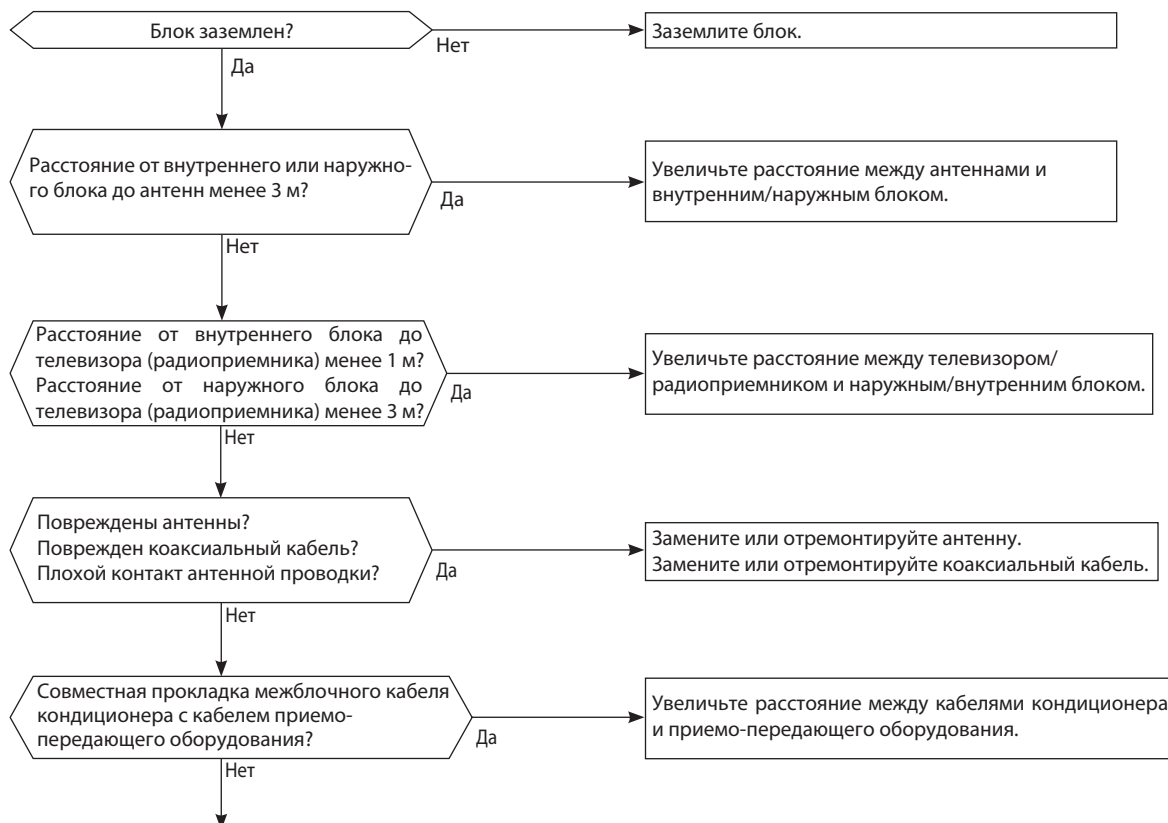 Блок заземлен?
Нет
Заземлите блок.
Да
Расстояние от внутреннего или наружно-
го блока до антенн менее 3 м?
Да
Увеличьте расстояние между антеннами и
внутренним/наружным блоком.
Нет
Расстояние от внутреннего блока до
телевизора (радиоприемника) менее 1 м?
Расстояние от наружного блока до
телевизора (радиоприемника) менее 3 м?
Да
Увеличьте расстояние между телевизором/
радиоприемником и наружным/внутренним блоком.
Нет
Повреждены антенны?
Поврежден коаксиальный кабель?
Плохой контакт антенной проводки?
Да
Замените или отремонтируйте антенну.
Замените или отремонтируйте коаксиальный кабель.
Нет
Совместная прокладка межблочного кабеля
кондиционера с кабелем приемо-
передающего оборудования?
Да
Увеличьте расстояние между кабелями кондиционера
и приемо-передающего оборудования.
Нет